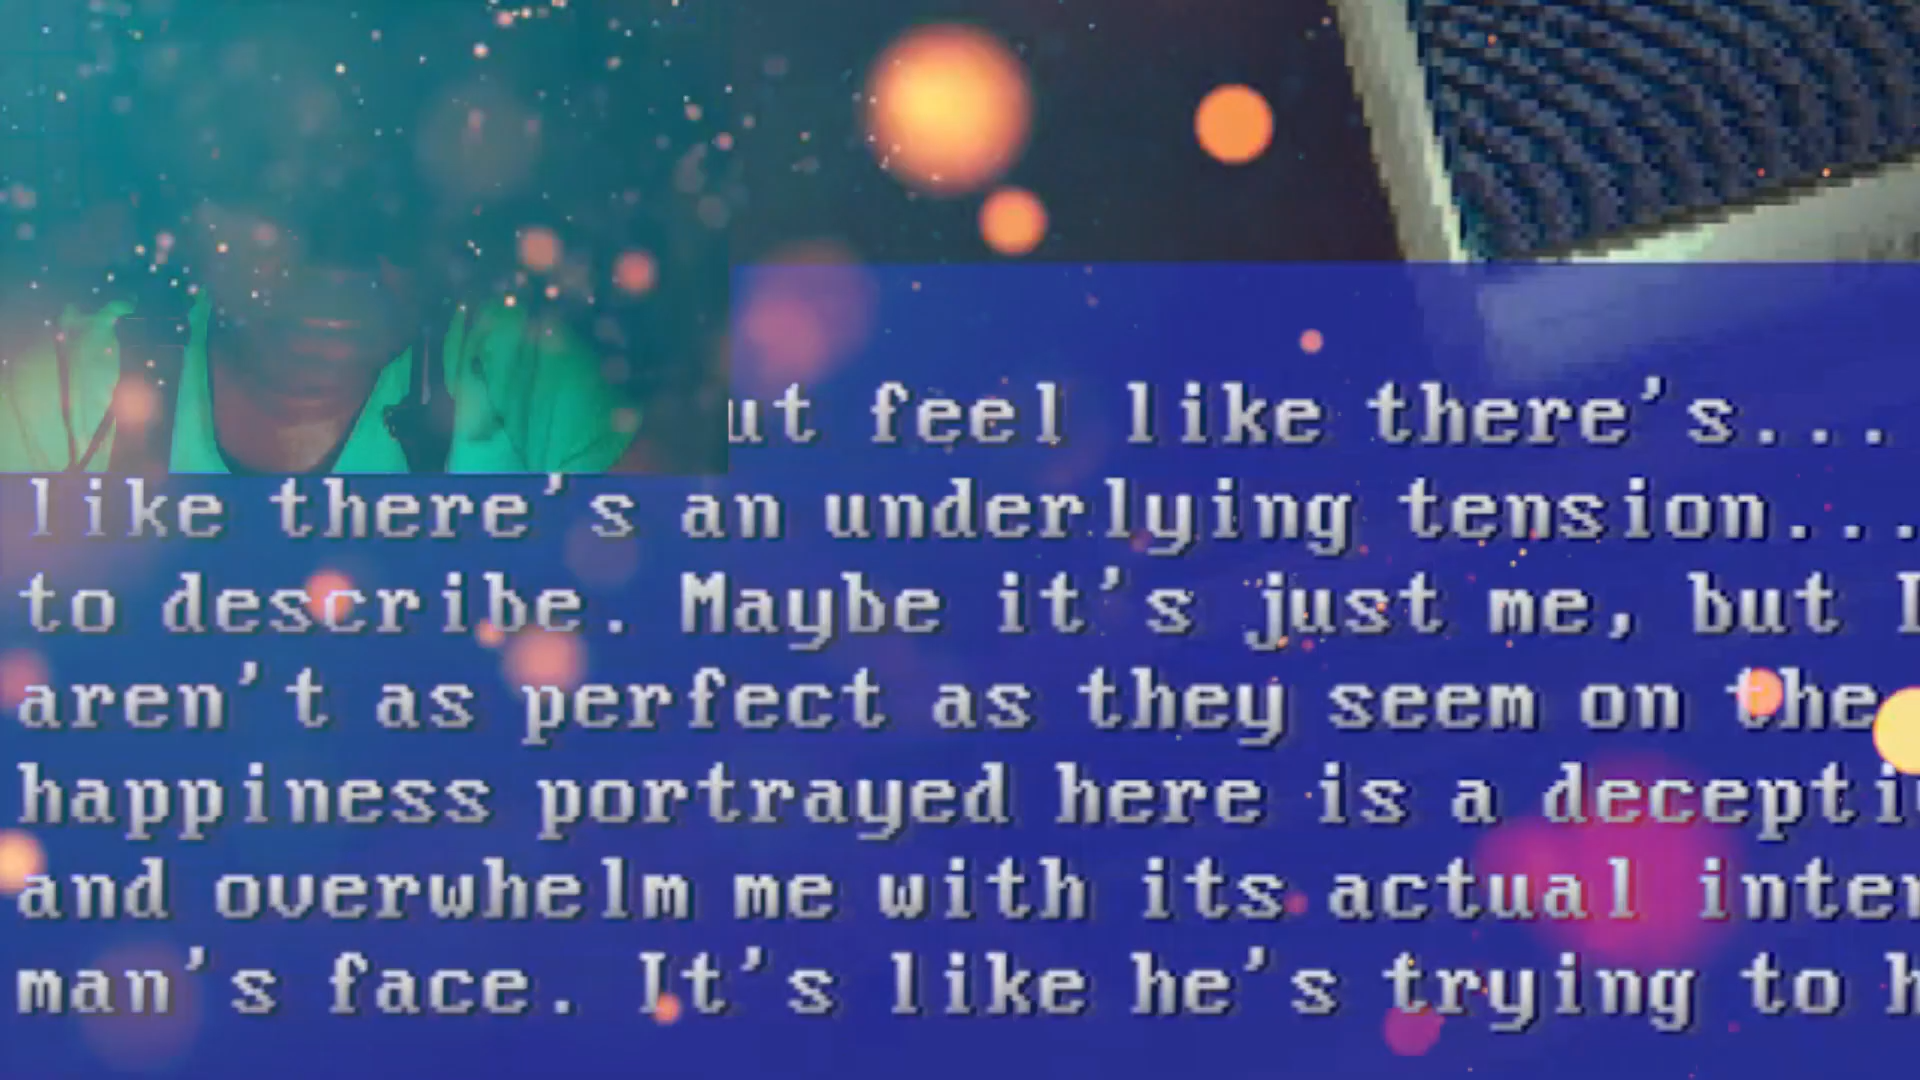 ut feel like there's...
like there's an underlying tension...
to describe. Maybe it's just me, but I
aren't as perfect as they seem on the
happiness portrayed here is a decepti
and overwhelm me with its actual inter
man's face. It's like he's trying to h